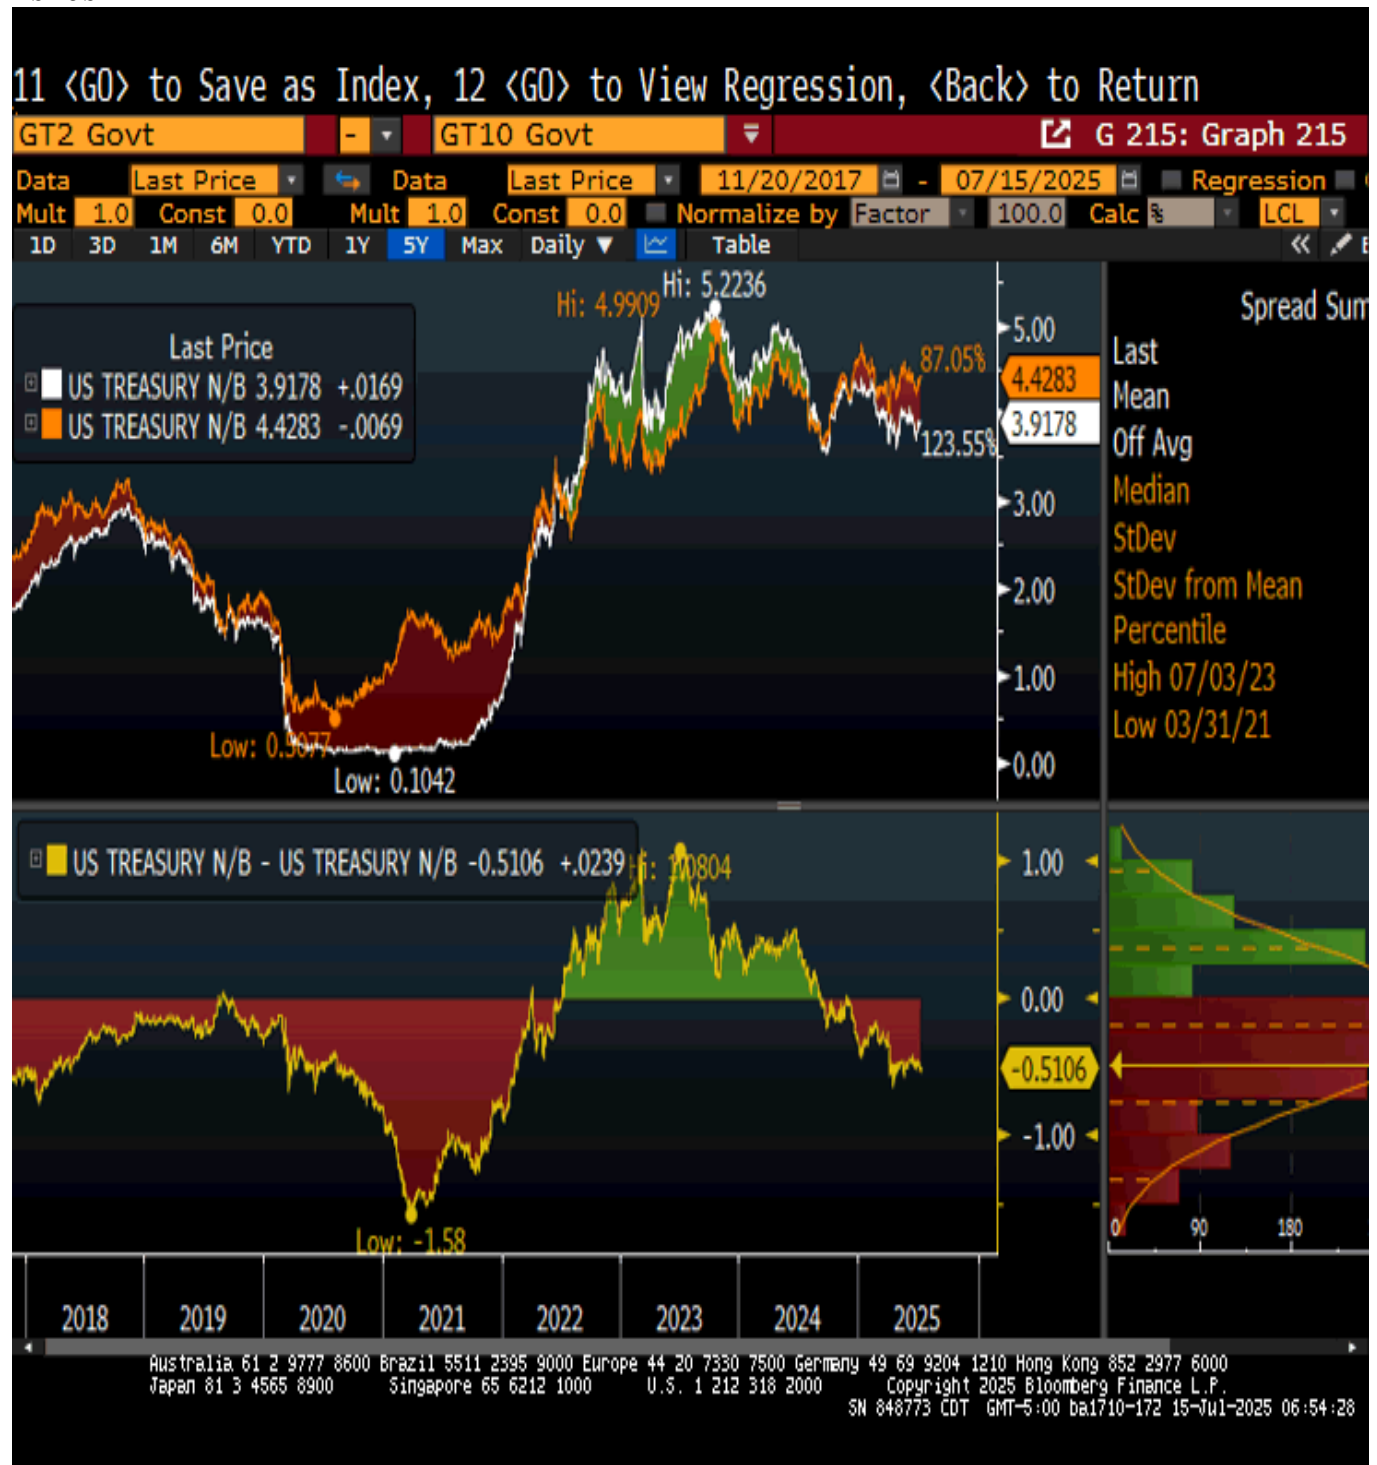 11 <GO> to Save as Index, 12 <GO> to View Regression, <Back> to Return
GT2 Govt - GT10 Govt G 215: Graph 215
Data Last Price Data Last Price 11/20/2017 - 07/15/2025 Regression
Mult 1.0 Const 0.0 Mult 1.0 Const 0.0 Normalize by Factor 100.0 Calc % LCL
1D 3D 1M 6M YTD 1Y 5Y Max Daily ▼ Table «
Hi: 4.9909 Hi: 5.2236
Last Price
US TREASURY N/B 3.9178 +.0169
US TREASURY N/B 4.4283 -.0069
87.05%
123.55%
Low: 0.5077
Low: 0.1042
5.00
4.4283
3.9178
3.00
2.00
1.00
0.00
Spread Sum
Last
Mean
Off Avg
Median
StDev
StDev from Mean
Percentile
High 07/03/23
Low 03/31/21
US TREASURY N/B - US TREASURY N/B -0.5106 +.0239
Hi: 1.0804
Low: -1.58
1.00
0.00
-0.5106
-1.00
0 90 180
2018 2019 2020 2021 2022 2023 2024 2025
Australia 61 2 9777 8600 Brazil 5511 2395 9000 Europe 44 20 7330 7500 Germany 49 69 9204 1210 Hong Kong 852 2977 6000
Japan 81 3 4565 8900 Singapore 65 6212 1000 U.S. 1 212 318 2000 Copyright 2025 Bloomberg Finance L.P.
SN 848773 CDT GMT-5:00 ba1710-172 15-Jul-2025 06:54:28